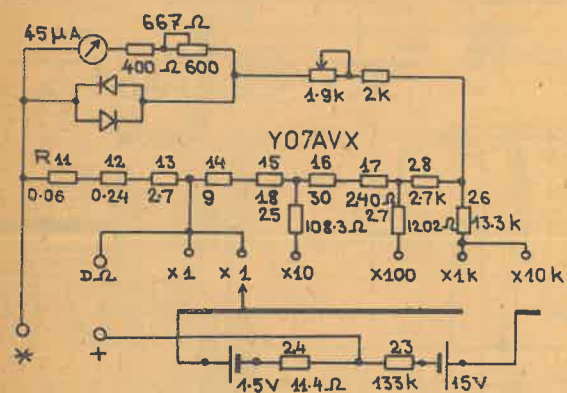 45μA
667Ω
400 Ω 600
1.9k 2k
Y07AVX
R 11 12 13 14 15 16 17 28
0.06 0.24 2.7 9 18 30 240Ω 2.7k
25 27 26
108.3Ω 1202Ω 13.3k
DΩ x1 x1 x10 x100 x1k x10k
* +
24 23
1.5V 11.4Ω 133k 15V